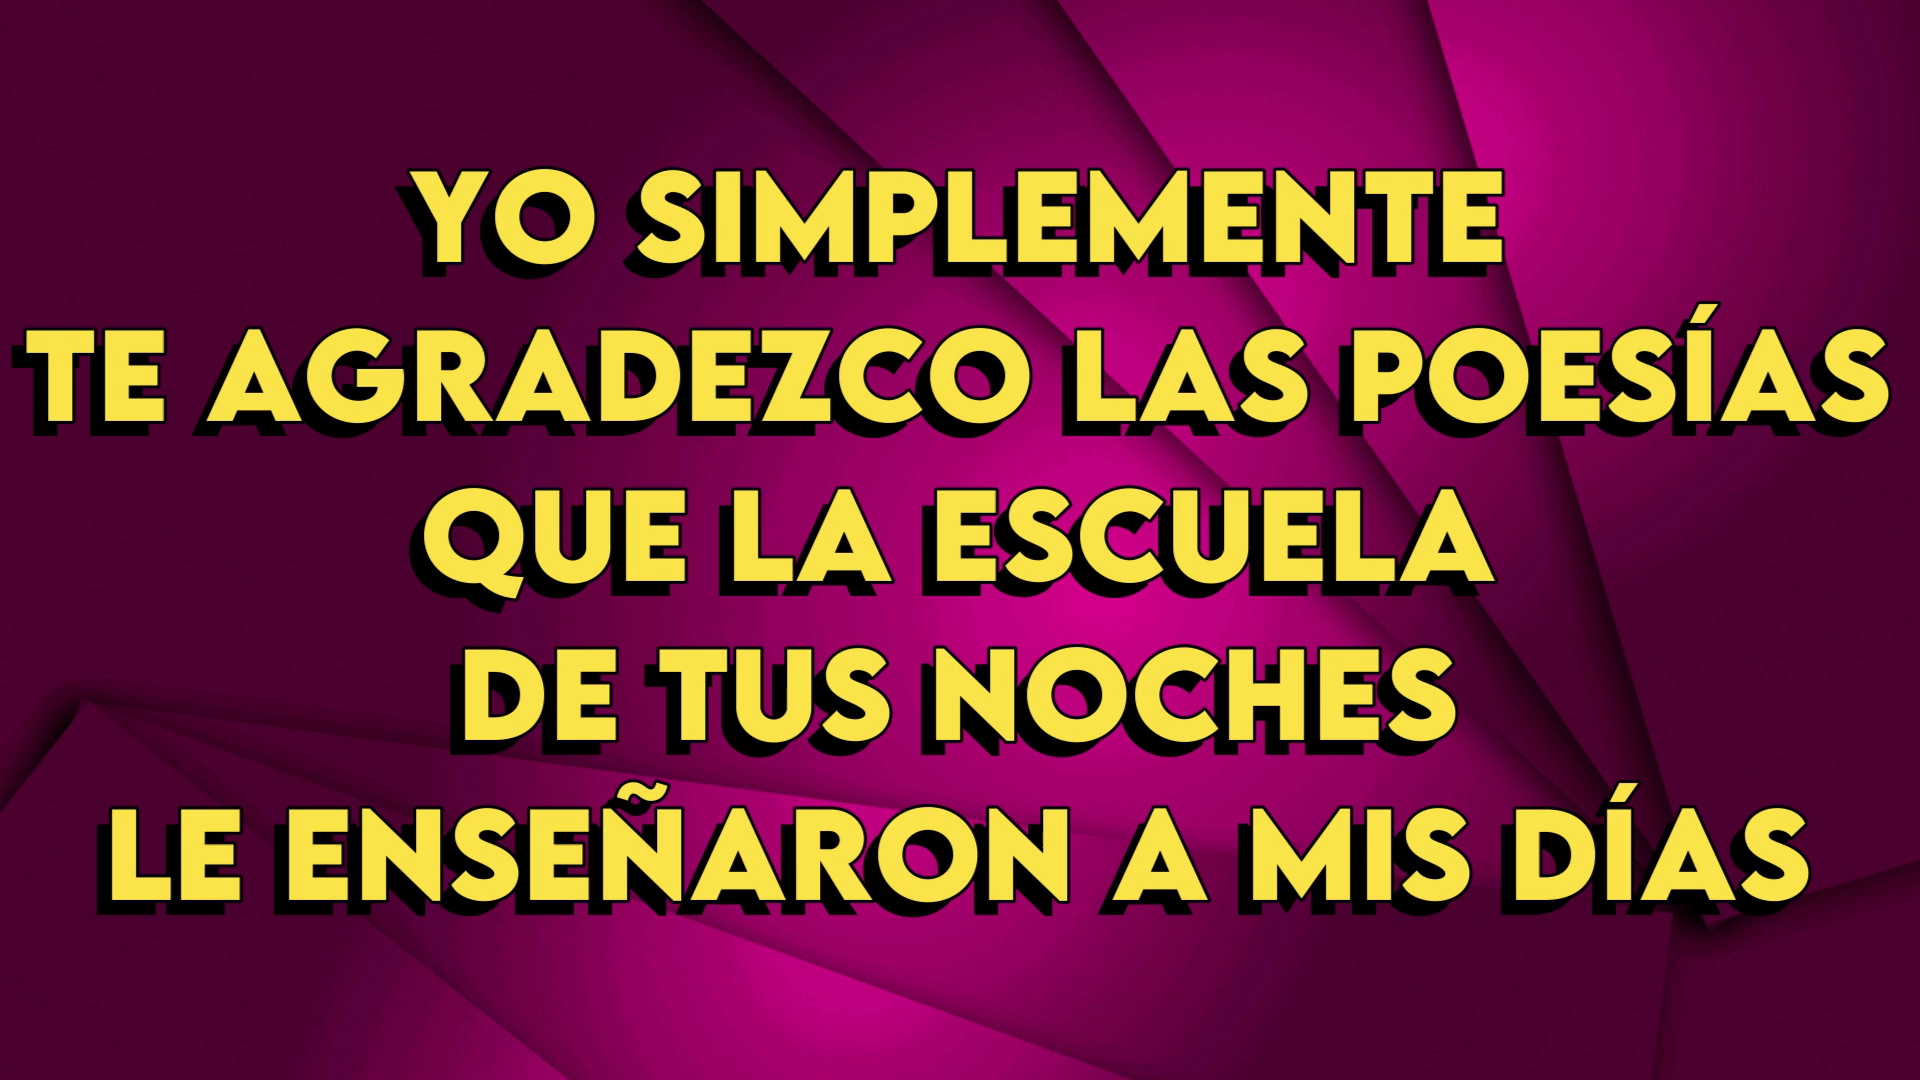 YO SIMPLEMENTE
TE AGRADEZCO LAS POESÍAS
QUE LA ESCUELA
DE TUS NOCHES
LE ENSEÑARON A MIS DÍAS